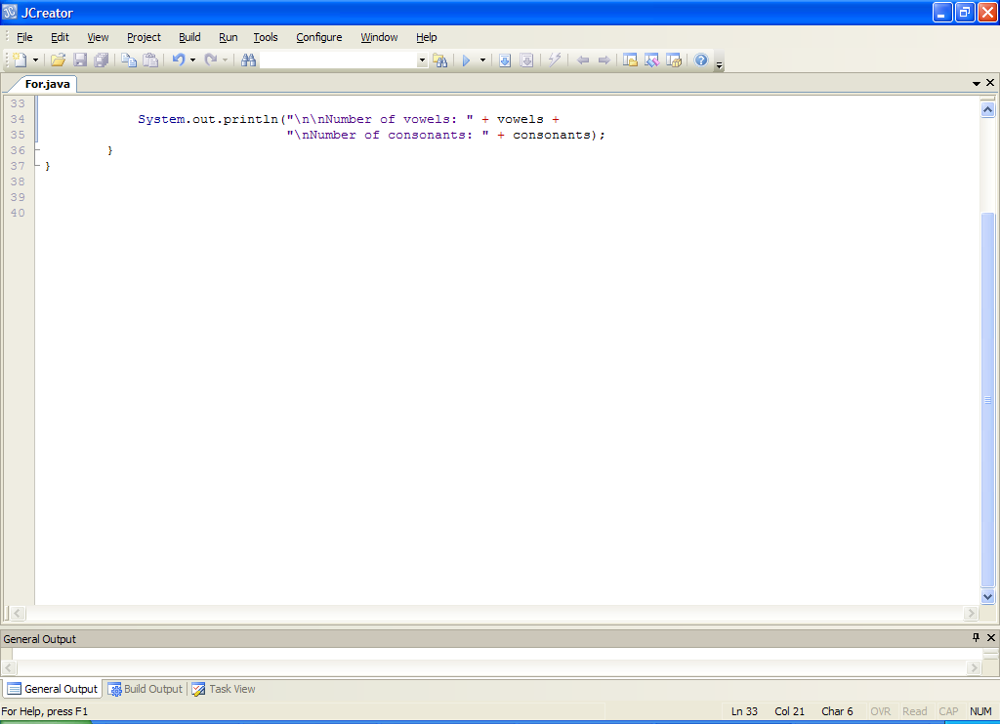 JCreator
File Edit View Project Build Run Tools Configure Window Help
For.java
33
34 System.out.println("\n\nNumber of vowels: " + vowels +
35 "\nNumber of consonants: " + consonants);
36 }
37 }
38
39
40
General Output
General Output Build Output Task View
For Help, press F1 Ln 33 Col 21 Char 6 OVR Read CAP NUM